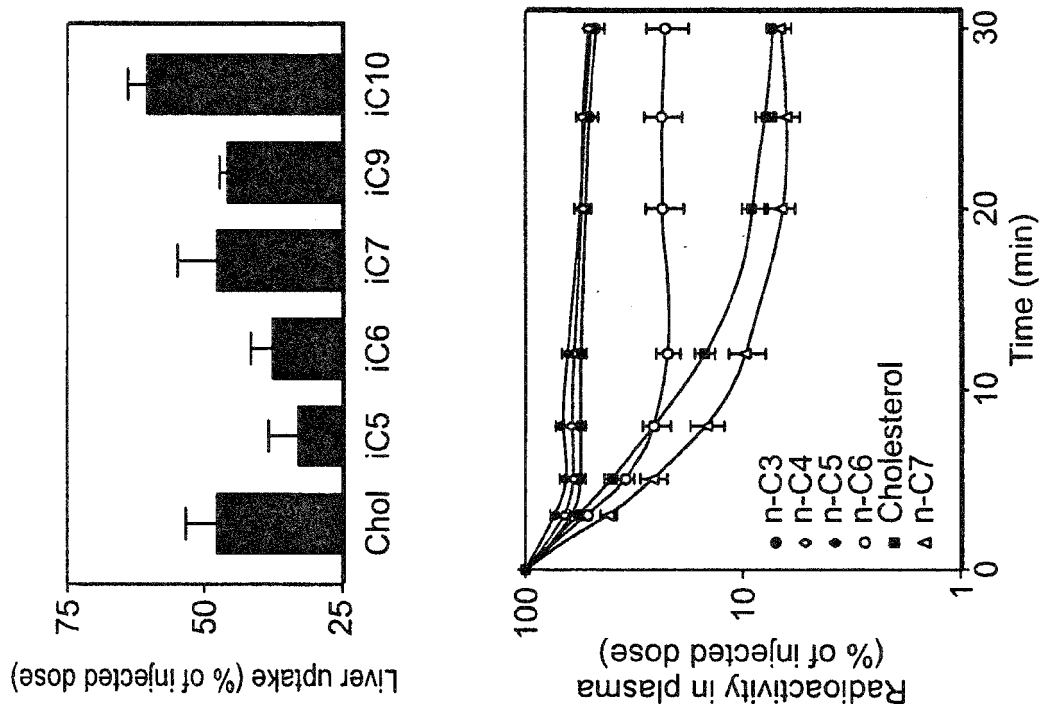 75
50
25
Liver uptake (% of injected dose)
Chol
iC5
iC6
iC7
iC9
iC10
100
10
1
Radioactivity in plasma
(% of injected dose)
n-C3
n-C4
n-C5
n-C6
Cholesterol
n-C7
0
10
20
30
Time (min)